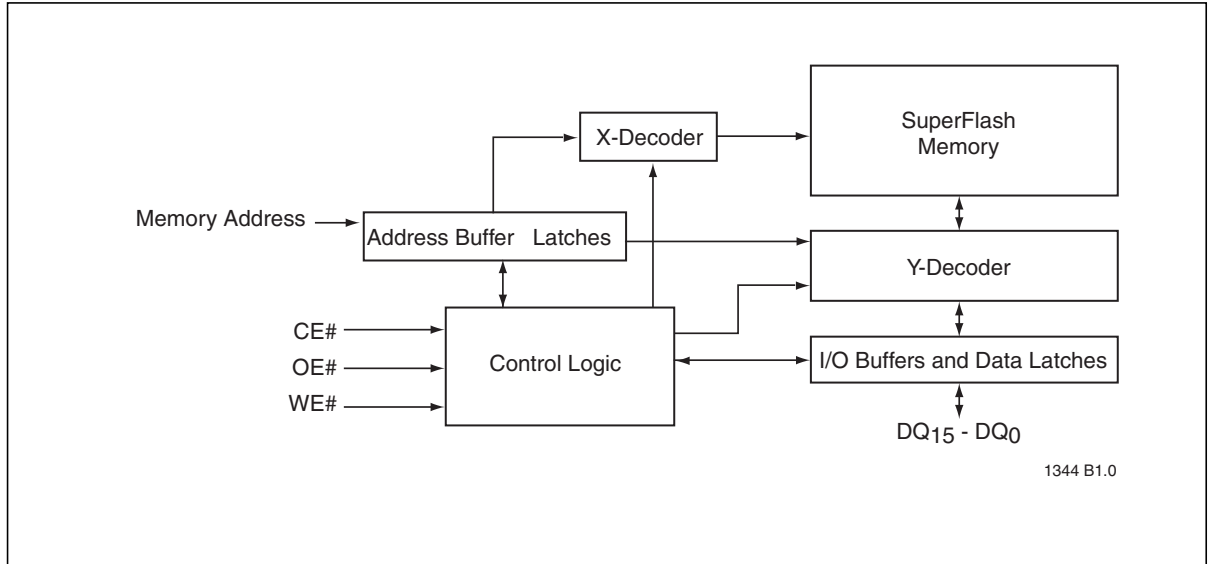 SuperFlash
Memory
X-Decoder
Memory Address
Address Buffer Latches
Y-Decoder
CE#
OE#
WE#
Control Logic
I/O Buffers and Data Latches
DQ15 - DQ0
1344 B1.0